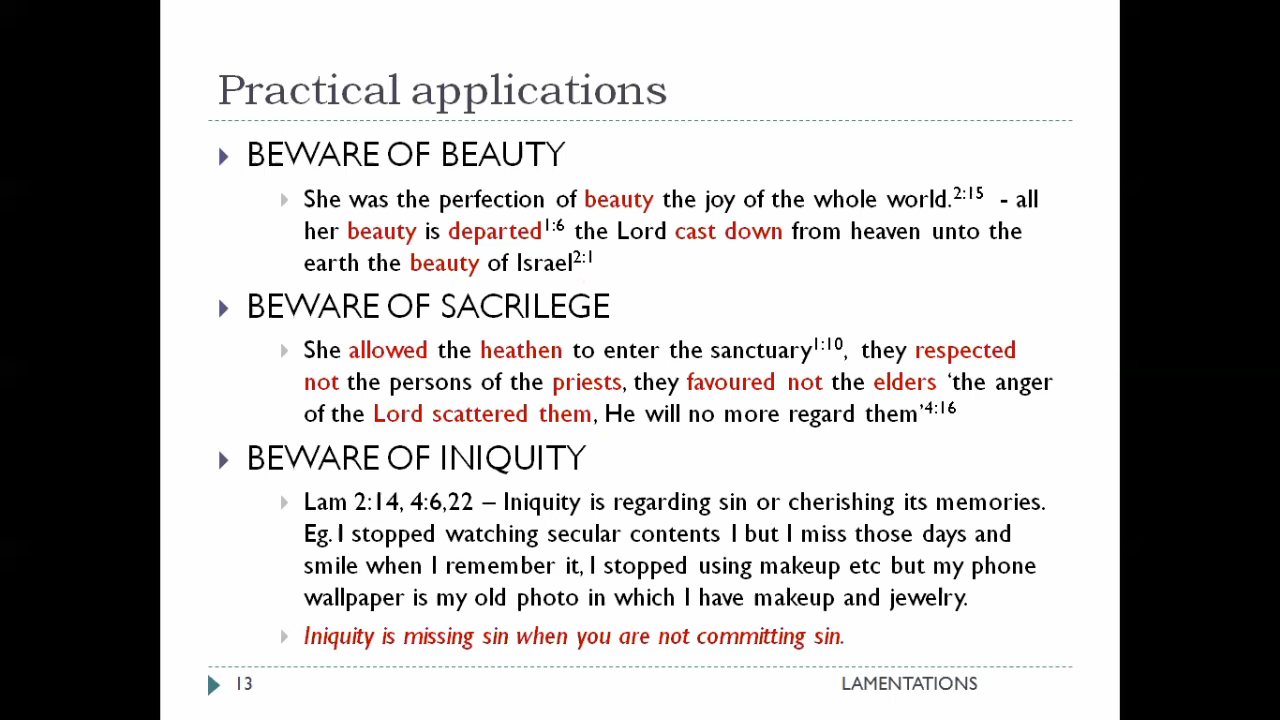 Practical applications
BEWARE OF BEAUTY
She was the perfection of beauty the joy of the whole world.2:15 - all
her beauty is departed1:6 the Lord cast down from heaven unto the
earth the beauty of Israel2:1
BEWARE OF SACRILEGE
She allowed the heathen to enter the sanctuary1:10, they respected
not the persons of the priests, they favoured not the elders ‘the anger
of the Lord scattered them, He will no more regard them’4:16
BEWARE OF INIQUITY
Lam 2:14, 4:6,22 – Iniquity is regarding sin or cherishing its memories.
Eg. I stopped watching secular contents I but I miss those days and
smile when I remember it, I stopped using makeup etc but my phone
wallpaper is my old photo in which I have makeup and jewelry.
Iniquity is missing sin when you are not committing sin.
13 LAMENTATIONS